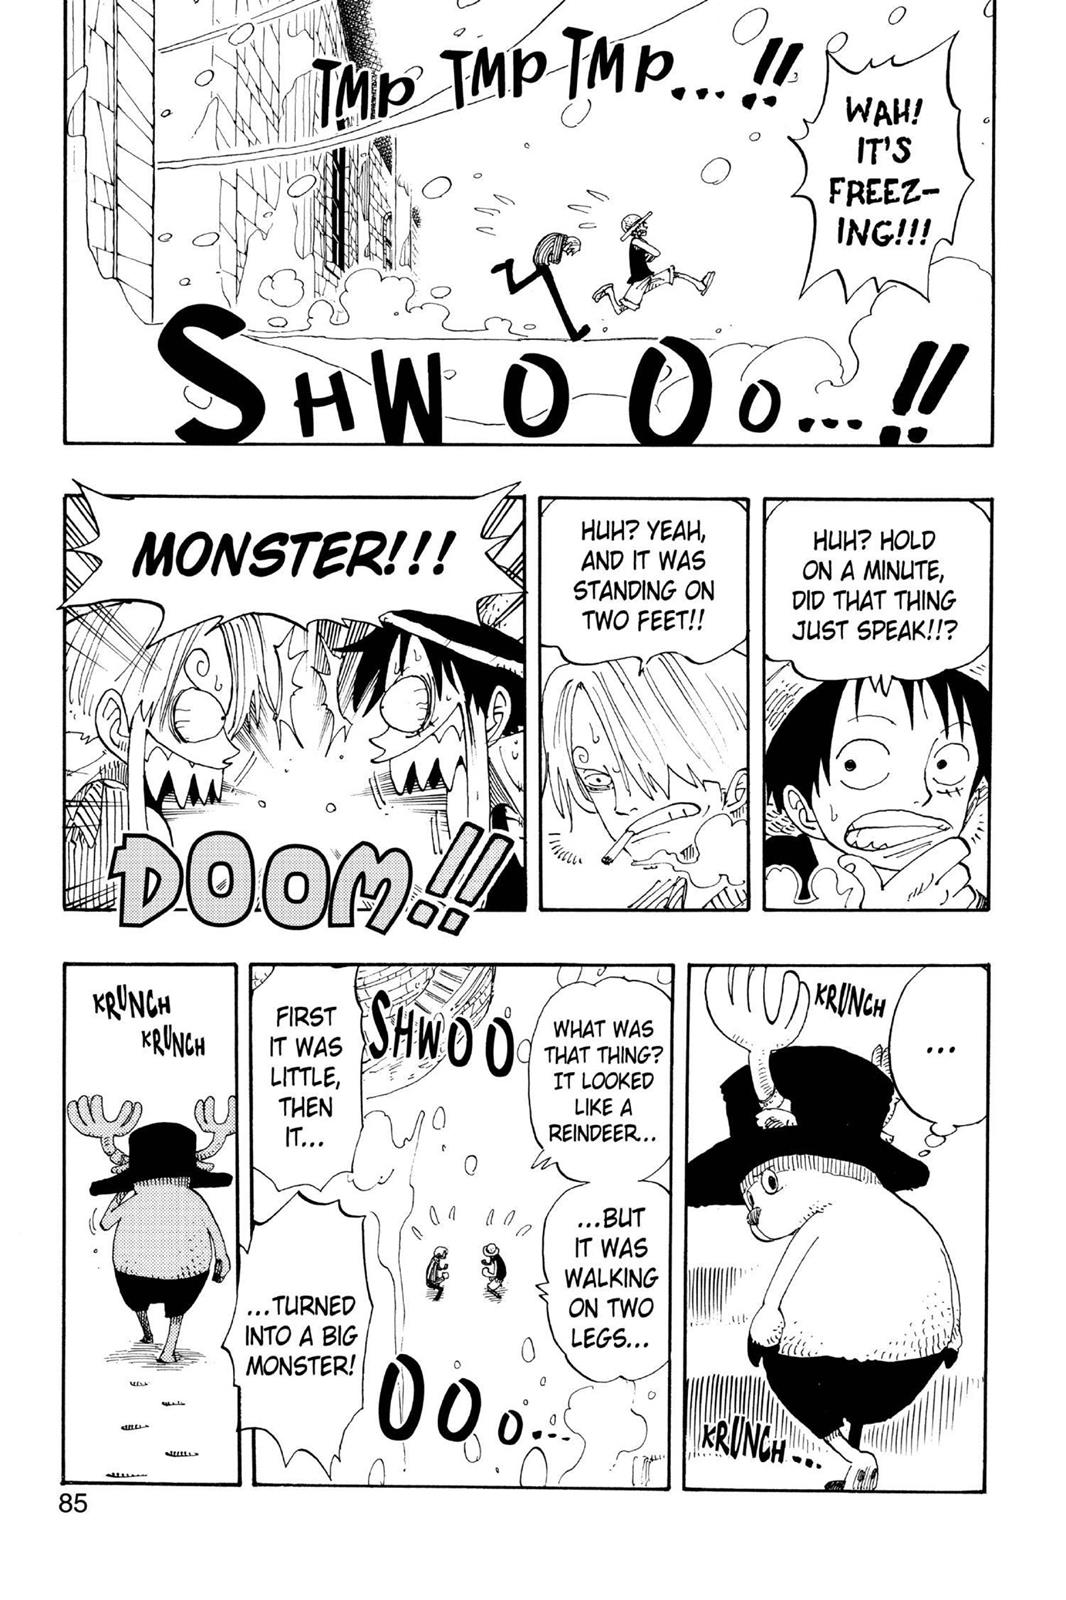 TMP TMP TMP...!!
WAH!
IT'S
FREEZ-
ING!!!
SHWOOO...!!
HUH? HOLD
ON A MINUTE,
DID THAT THING
JUST SPEAK!!?
HUH? YEAH,
AND IT WAS
STANDING ON
TWO FEET!!
MONSTER!!!
DOOM!!
...
KRUNCH
KRUNCH...
WHAT WAS
THAT THING?
IT LOOKED
LIKE A
REINDEER...
...BUT
IT WAS
WALKING
ON TWO
LEGS...
SHWOO
OOO...
FIRST
IT WAS
LITTLE,
THEN
IT...
...TURNED
INTO A BIG
MONSTER!
KRUNCH
KRUNCH
85